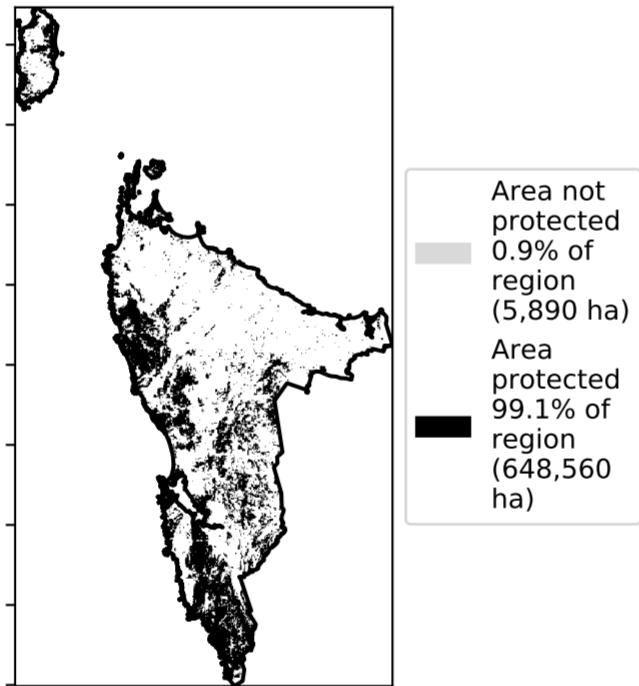 Area not
protected
0.9% of
region
(5,890 ha)
Area
protected
99.1% of
region
(648,560
ha)